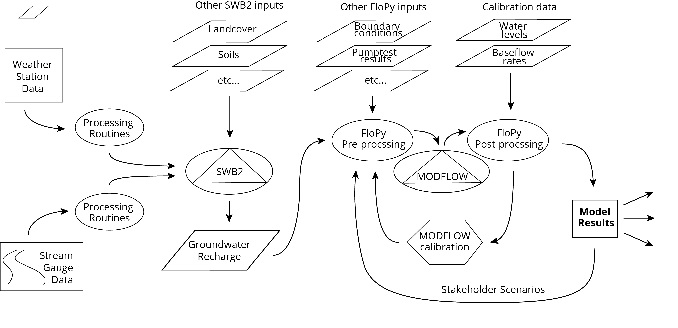 Other SWB2 inputs
Other FloPy inputs
Calibration data
Landcover
Soils
etc...
Boundary
conditions
Pumptest
results
etc...
Water
levels
Baseflow
rates
Weather
Station
Data
Processing
Routines
SWB2
FloPy
Pre procssng
MODFLOW
FloPy
Post procssng
Processing
Routines
Stream
Gauge
Data
Groundwater
Recharge
MODFLOW
calibration
Model
Results
Stakeholder Scenarios